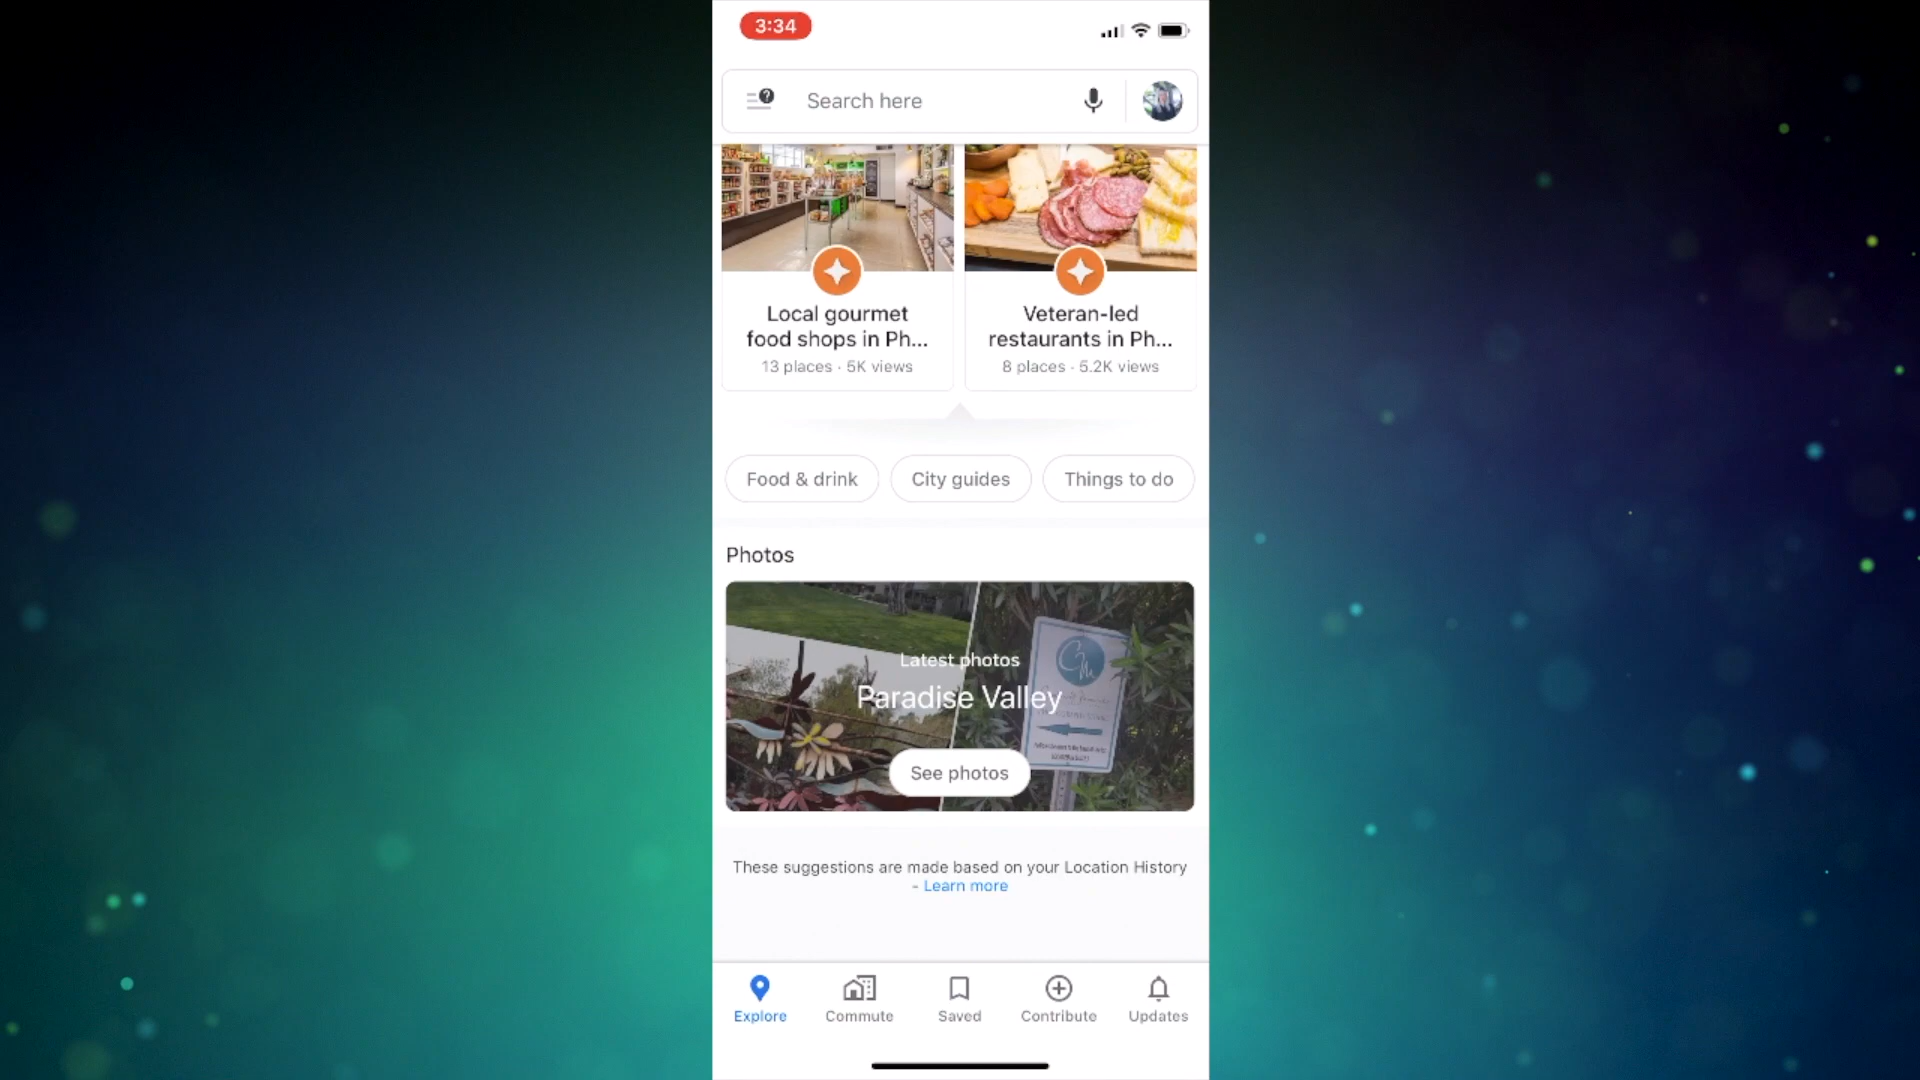 3:34
Search here
Local gourmet
food shops in Ph...
13 places · 5K views
Veteran-led
restaurants in Ph...
8 places · 5.2K views
Food & drink
City guides
Things to do
Photos
Latest photos
Paradise Valley
See photos
These suggestions are made based on your Location History
- Learn more
Explore
Commute
Saved
Contribute
Updates